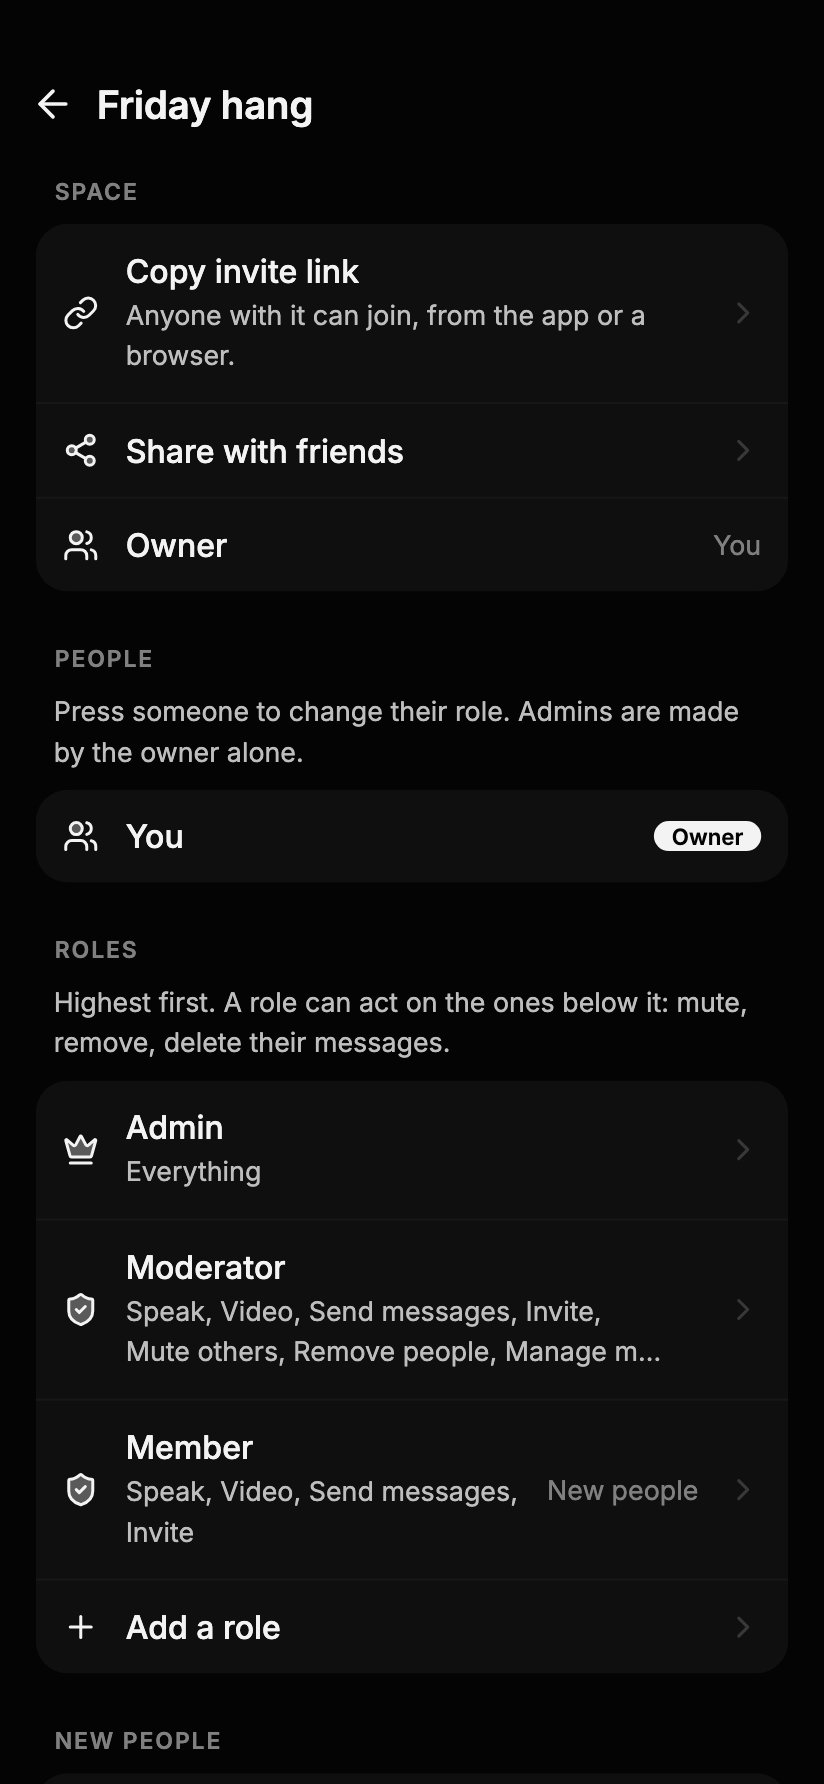 Friday hang
SPACE
Copy invite link
Anyone with it can join, from the app or a
browser.
Share with friends
Owner
You
PEOPLE
Press someone to change their role. Admins are made
by the owner alone.
You
Owner
ROLES
Highest first. A role can act on the ones below it: mute,
remove, delete their messages.
Admin
Everything
Moderator
Speak, Video, Send messages, Invite,
Mute others, Remove people, Manage m...
Member
Speak, Video, Send messages,
Invite
New people
Add a role
NEW PEOPLE